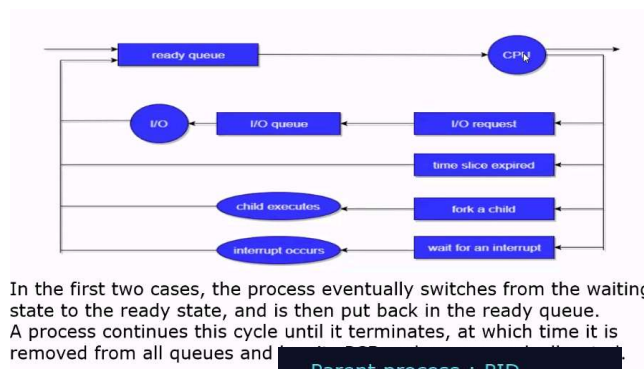 ready queue CPU
I/O I/O queue I/O request
time slice expired
child executes fork a child
interrupt occurs wait for an interrupt
In the first two cases, the process eventually switches from the waiting
state to the ready state, and is then put back in the ready queue.
A process continues this cycle until it terminates, at which time it is
removed from all queues and
Parent process : PID